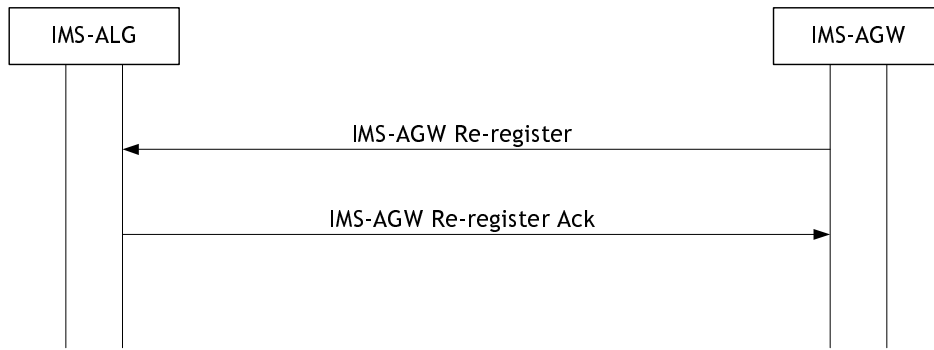 IMS-ALG
IMS-AGW
IMS-AGW Re-register
IMS-AGW Re-register Ack